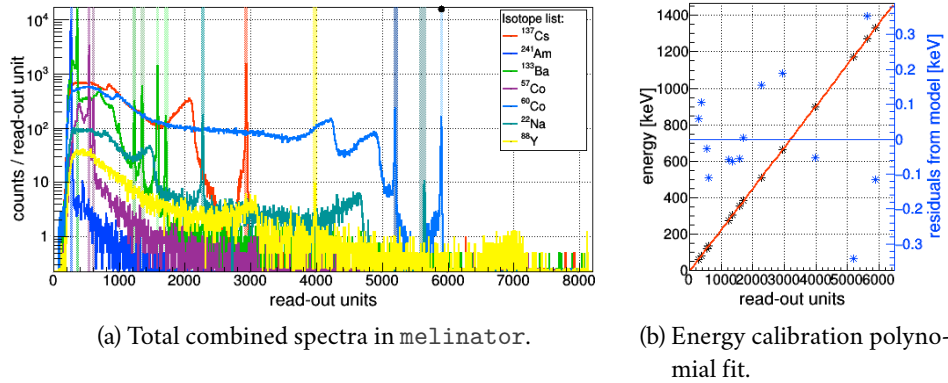 10⁴
10³
10²
10
1
counts / read-out unit
0 1000 2000 3000 4000 5000 6000 7000 8000
read-out units
Isotope list:
¹³⁷Cs
²⁴¹Am
¹³³Ba
⁵⁷Co
⁶⁰Co
²²Na
⁸⁸Y
(a) Total combined spectra in melinator.
1400
1200
1000
800
600
400
200
0
energy [keV]
0 1000 2000 3000 4000 5000 6000
read-out units
0.3
0.2
0.1
0
-0.1
-0.2
-0.3
residuals from model [keV]
(b) Energy calibration polyno-
mial fit.